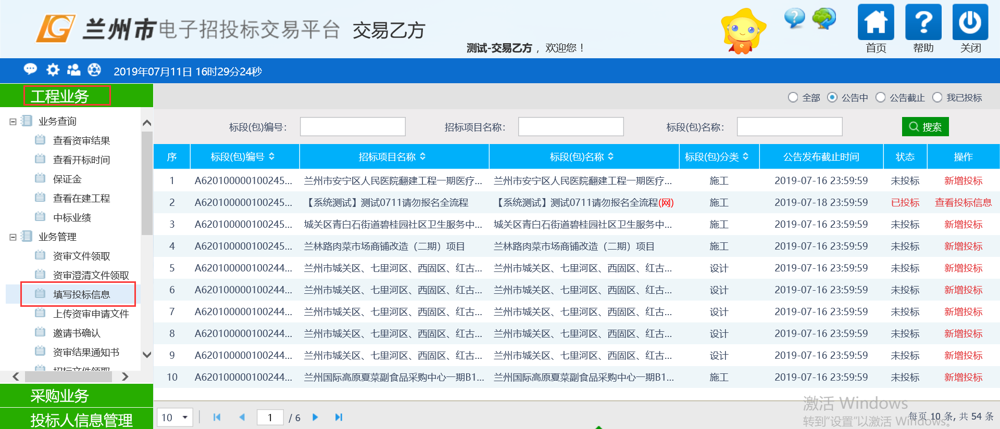 兰州市电子招投标交易平台 交易乙方
测试-交易乙方，欢迎您！
首页 帮助 关闭
2019年07月11日 16时29分24秒
工程业务
业务查询
查看资审结果
查看开标时间
保证金
查看在建工程
中标业绩
业务管理
资审文件领取
资审澄清文件领取
填写投标信息
上传资审申请文件
邀请书确认
资审结果通知书
招标文件领取
采购业务
投标人信息管理
全部 公告中 公告截止 我已投标
标段(包)编号： 招标项目名称： 标段(包)名称： 搜索
序 标段(包)编号 招标项目名称 标段(包)名称 标段(包)分类 公告发布截止时间 状态 操作
1 A620100000100245... 兰州市安宁区人民医院翻建工程一期医疗... 兰州市安宁区人民医院翻建工程一期医疗... 施工 2019-07-16 23:59:59 未投标 新增投标
2 A620100000100245... 【系统测试】测试0711请勿报名全流程 【系统测试】测试0711请勿报名全流程(网) 施工 2019-07-18 23:59:59 已投标 查看投标信息
3 A620100000100245... 城关区青白石街道碧桂园社区卫生服务中... 城关区青白石街道碧桂园社区卫生服务中... 施工 2019-07-16 23:59:59 未投标 新增投标
4 A620100000100245... 兰林路肉菜市场商铺改造（二期）项目 兰林路肉菜市场商铺改造（二期）项目 施工 2019-07-16 23:59:59 未投标 新增投标
5 A620100000100244... 兰州市城关区、七里河区、西固区、红古... 兰州市城关区、七里河区、西固区、红古... 设计 2019-07-16 23:59:59 未投标 新增投标
6 A620100000100244... 兰州市城关区、七里河区、西固区、红古... 兰州市城关区、七里河区、西固区、红古... 设计 2019-07-16 23:59:59 未投标 新增投标
7 A620100000100244... 兰州市城关区、七里河区、西固区、红古... 兰州市城关区、七里河区、西固区、红古... 设计 2019-07-16 23:59:59 未投标 新增投标
8 A620100000100244... 兰州市城关区、七里河区、西固区、红古... 兰州市城关区、七里河区、西固区、红古... 设计 2019-07-16 23:59:59 未投标 新增投标
9 A620100000100244... 兰州市城关区、七里河区、西固区、红古... 兰州市城关区、七里河区、西固区、红古... 设计 2019-07-16 23:59:59 未投标 新增投标
10 A620100000100244... 兰州国际高原夏菜副食品采购中心一期B1... 兰州国际高原夏菜副食品采购中心一期B1... 施工 2019-07-16 23:59:59 未投标 新增投标
10 1 / 6
每页 10 条, 共 54 条
激活 Windows
转到“设置”以激活 Windows。